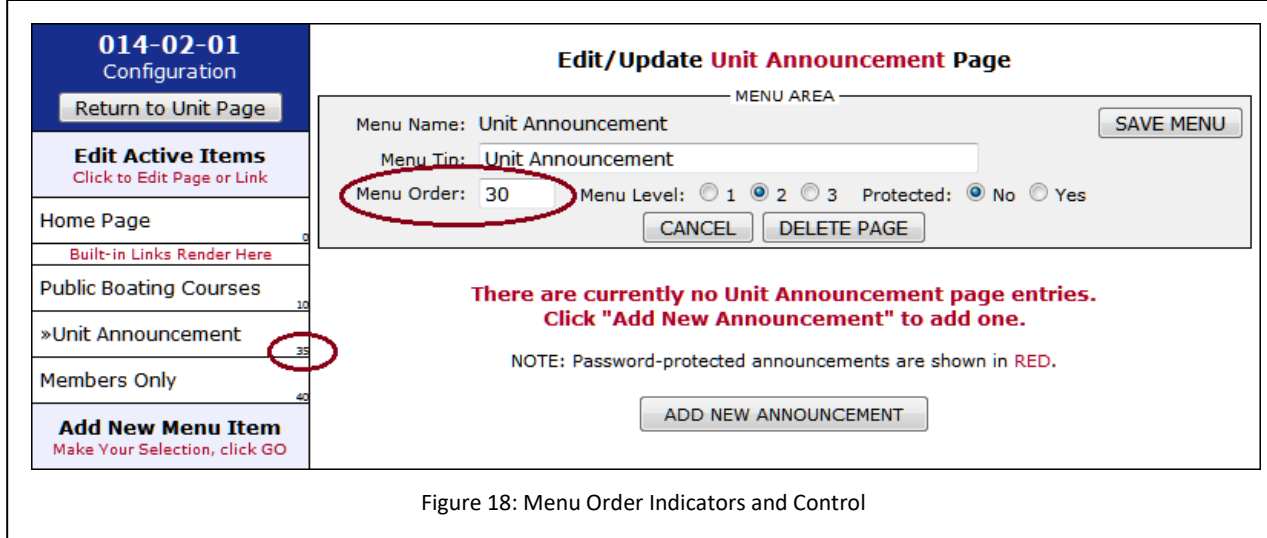 014-02-01
Configuration
Return to Unit Page
Edit Active Items
Click to Edit Page or Link
Home Page
0
Built-in Links Render Here
Public Boating Courses
10
»Unit Announcement
35
Members Only
40
Add New Menu Item
Make Your Selection, click GO
Edit/Update Unit Announcement Page
MENU AREA
Menu Name: Unit Announcement SAVE MENU
Menu Tip: Unit Announcement
Menu Order: 30 Menu Level: 1 2 3 Protected: No Yes
CANCEL DELETE PAGE
There are currently no Unit Announcement page entries.
Click "Add New Announcement" to add one.
NOTE: Password-protected announcements are shown in RED.
ADD NEW ANNOUNCEMENT
Figure 18: Menu Order Indicators and Control